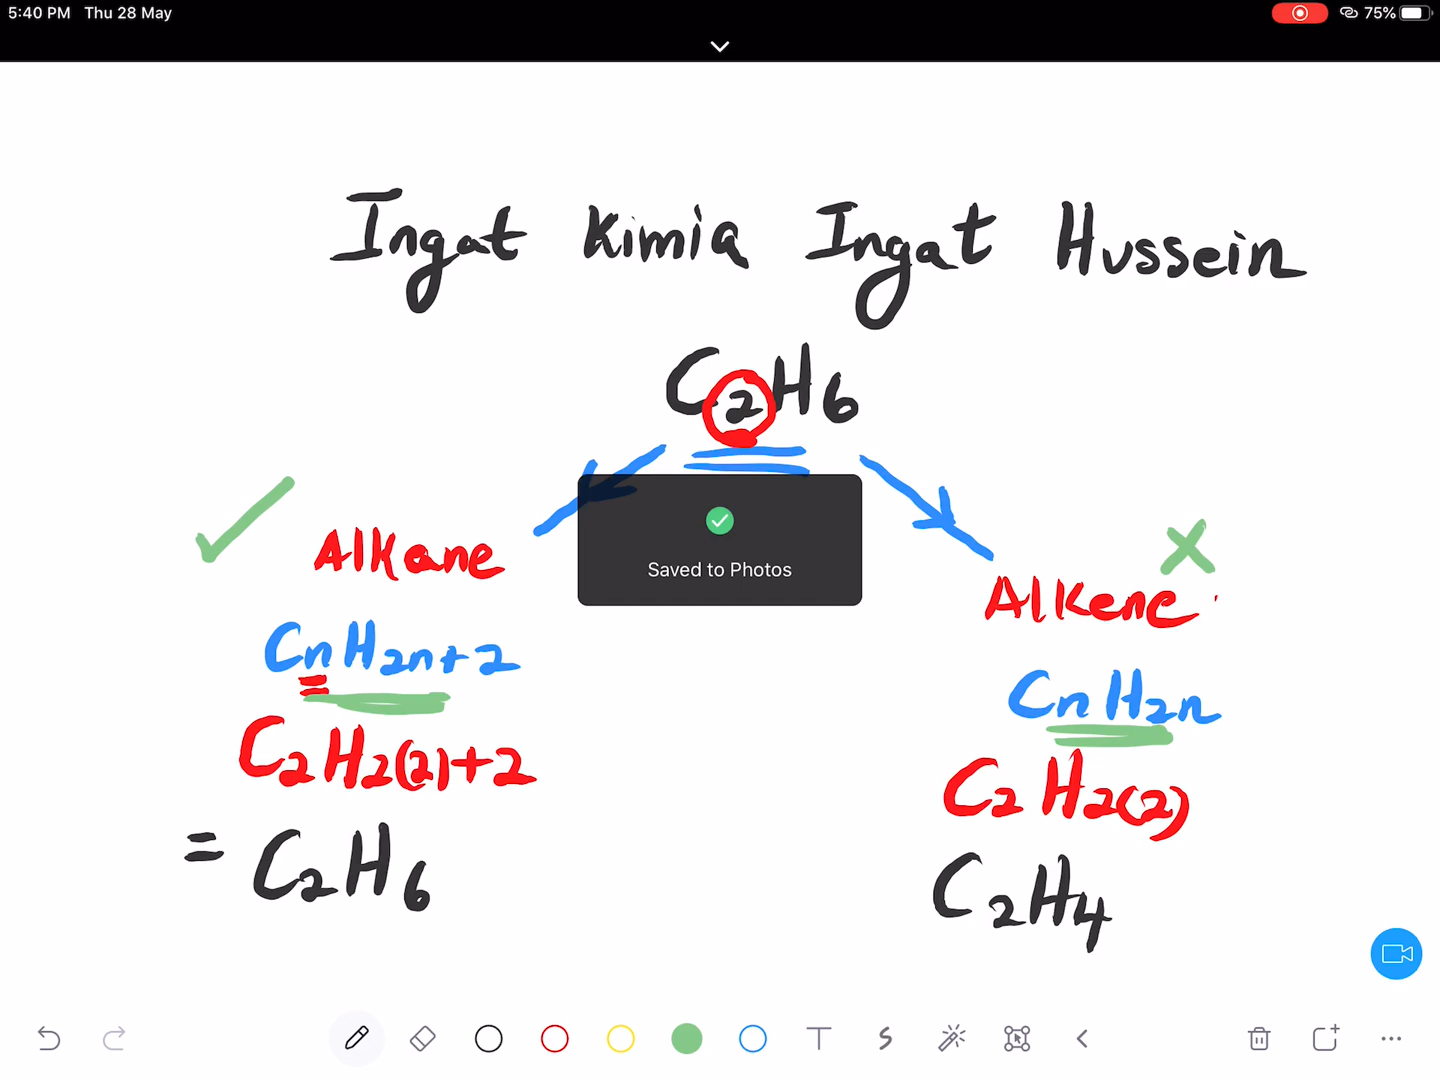 5:40 PM Thu 28 May 75%
Ingat Kimia Ingat Hussein
C2H6
Saved to Photos
Alkane
Alkene
CnH2n+2
CnH2n
C2H2(2)+2
C2H2(2)
= C2H6
C2H4
T